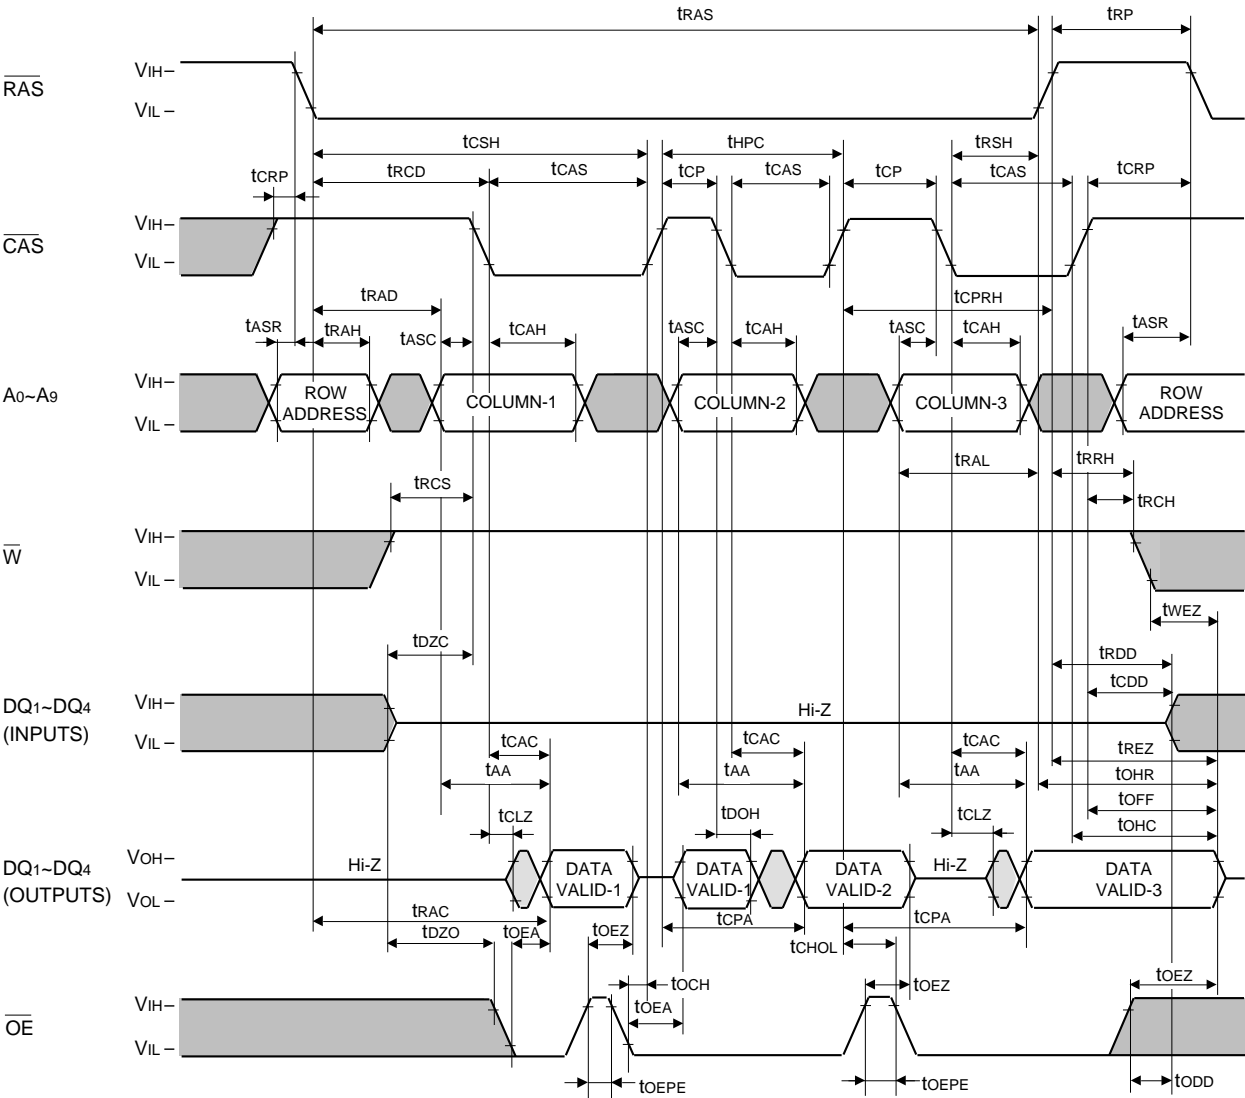 tRAS tRP
RAS VIH VIL
tCSH tHPC tRSH
tCRP tRCD tCAS tCP tCAS tCP tCAS tCRP
CAS VIH VIL
tRAD tCPRH
tASR tRAH tASC tCAH tASC tCAH tASC tCAH tASR
A0~A9 VIH VIL
ROW ADDRESS COLUMN-1 COLUMN-2 COLUMN-3 ROW ADDRESS
tRCS tRAL tRRH
tRCH
W VIH VIL
tWEZ
tDZC tRDD
tCDD
DQ1~DQ4 (INPUTS) VIH VIL Hi-Z
tCAC tCAC tCAC tREZ
tAA tAA tAA tOHR
tCLZ tDOH tCLZ tOFF
tOHC
DQ1~DQ4 (OUTPUTS) VOH VOL
Hi-Z DATA VALID-1 DATA VALID-1 DATA VALID-2 Hi-Z DATA VALID-3
tRAC tCPA tCPA
tDZO tOEA tOEZ tCHOL
tOCH tOEZ tOEZ
tOEA
OE VIH VIL
tOEPE tOEPE tODD